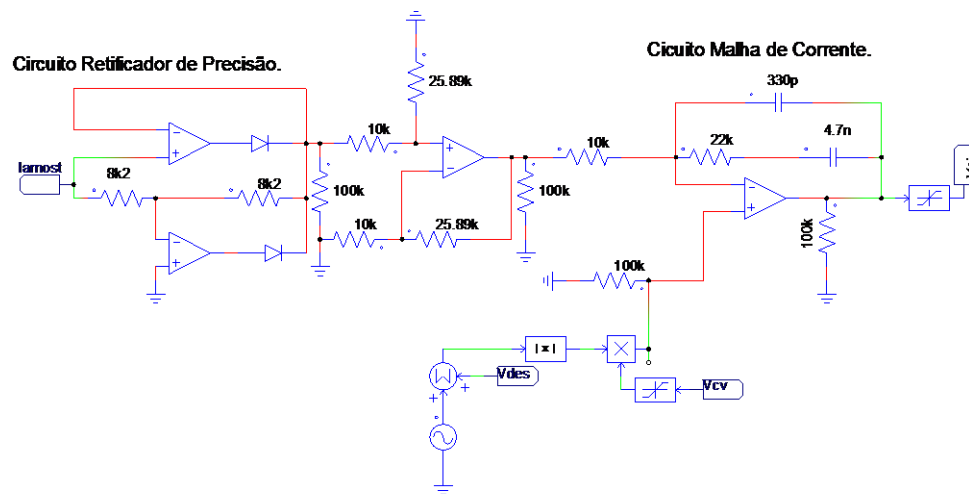 Circuito Retificador de Precisão.
Cicuito Malha de Corrente.
25.89k
330p
10k
10k
22k
4.7n
Iamost
8k2
8k2
100k
100k
10k
25.89k
100k
100k
|x|
Vdes
Vcv